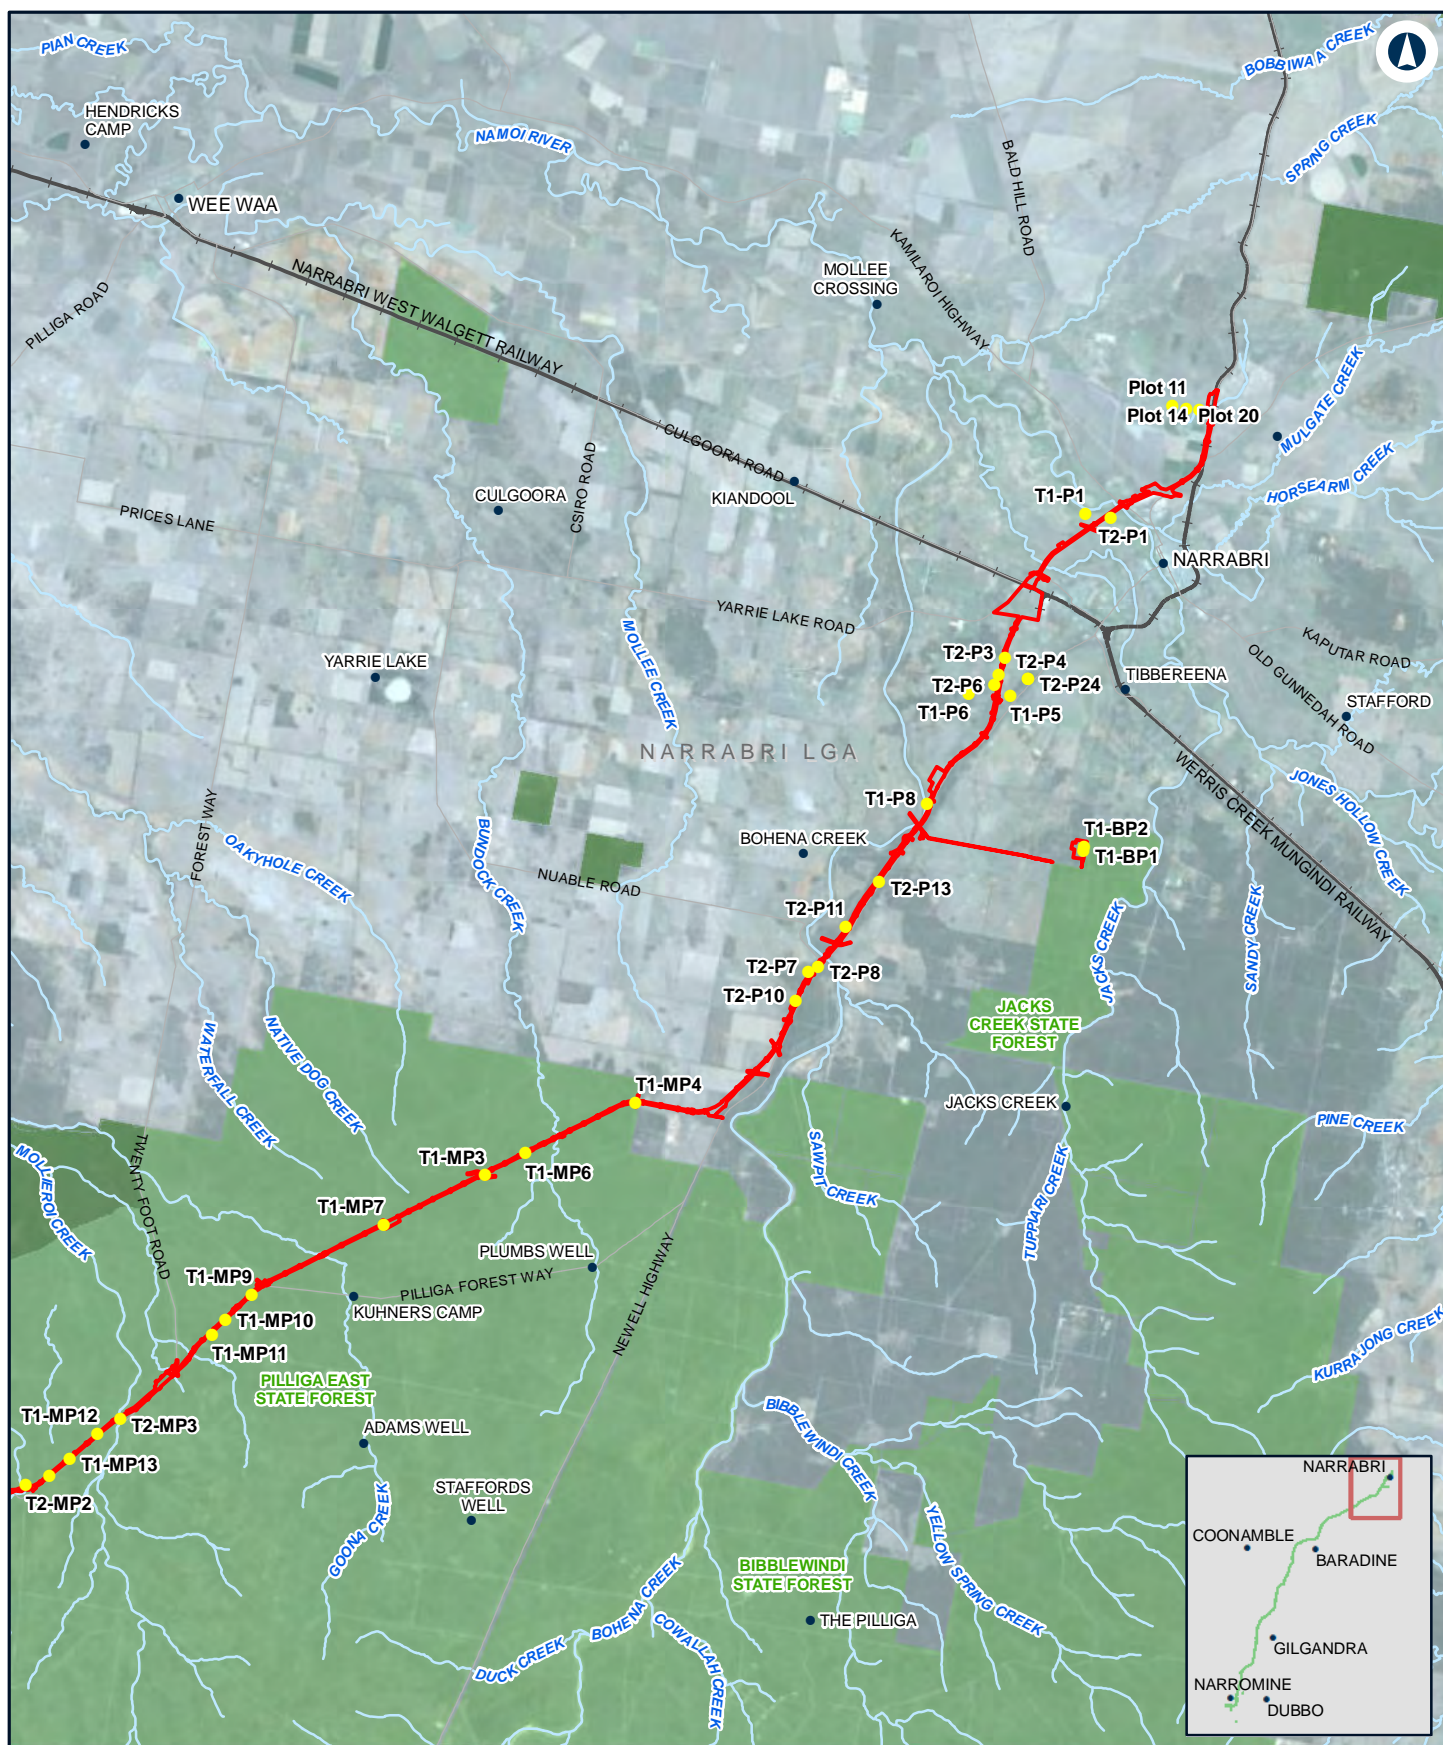 PIAN CREEK
BOBBIWAA CREEK
HENDRICKS
CAMP
NAMOI RIVER
SPRING CREEK
BALD HILL ROAD
WEE WAA
KAMILAROI HIGHWAY
MOLLEE
CROSSING
NARRABRI WEST WALGETT RAILWAY
PILLIGA ROAD
MULGATE CREEK
Plot 11
Plot 14
Plot 20
CULGOORA ROAD
HORSEARM CREEK
CSIRO ROAD
KIANDOOL
CULGOORA
PRICES LANE
T1-P1
T2-P1
NARRABRI
YARRIE LAKE ROAD
MOLLEE CREEK
KAPUTAR ROAD
OLD GUNNEDAH ROAD
YARRIE LAKE
T2-P3
T2-P4
T2-P6
T2-P24
TIBBEREENA
T1-P6
T1-P5
STAFFORD
NARRABRI LGA
WERRIS CREEK MUNGINDI RAILWAY
JONES HOLLOW CREEK
T1-P8
FOREST WAY
OAKYHOLE CREEK
BUNDOCK CREEK
BOHENA CREEK
T1-BP2
T1-BP1
NUABLE ROAD
T2-P13
SANDY CREEK
T2-P11
JACKS CREEK
T2-P7
T2-P8
T2-P10
JACKS
CREEK STATE
FOREST
WATERFALL CREEK
NATIVE DOG CREEK
T1-MP4
JACKS CREEK
PINE CREEK
TWENTY FOOT ROAD
MOLLIEROI CREEK
T1-MP3
T1-MP6
SAWPIT CREEK
TUPPIARI CREEK
T1-MP7
PLUMBS WELL
NEWELL HIGHWAY
T1-MP9
PILLIGA FOREST WAY
KUHNERS CAMP
T1-MP10
T1-MP11
KURRAJONG CREEK
PILLIGA EAST
STATE FOREST
T1-MP12
T2-MP3
ADAMS WELL
BIBBLEWINDI CREEK
T1-MP13
T2-MP2
STAFFORDS
WELL
GOONA CREEK
YELLOW SPRING CREEK
BIBBLEWINDI
STATE FOREST
BOHENA CREEK
THE PILLIGA
DUCK CREEK
COWALLAH CREEK
NARRABRI
COONAMBLE
BARADINE
GILGANDRA
NARROMINE
DUBBO